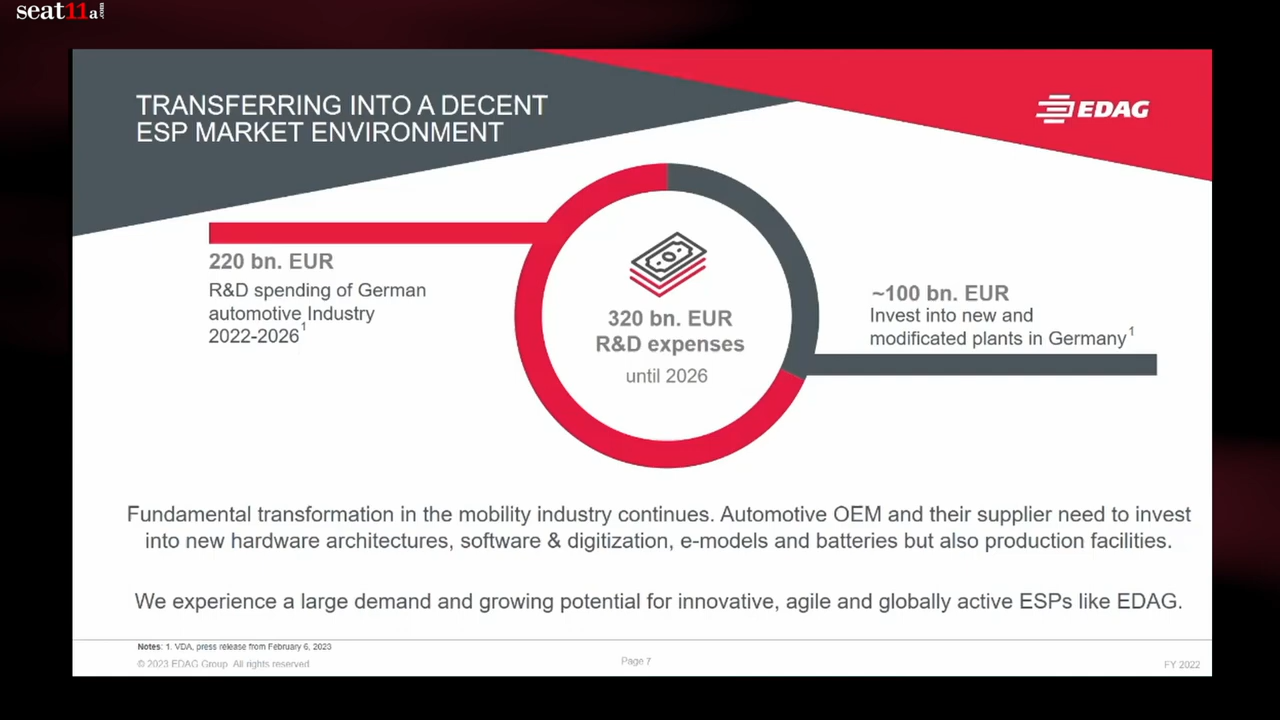 seat11a.com
TRANSFERRING INTO A DECENT
ESP MARKET ENVIRONMENT
EDAG
220 bn. EUR
R&D spending of German
automotive Industry
2022-2026¹
320 bn. EUR
R&D expenses
until 2026
~100 bn. EUR
Invest into new and
modificated plants in Germany¹
Fundamental transformation in the mobility industry continues. Automotive OEM and their supplier need to invest
into new hardware architectures, software & digitization, e-models and batteries but also production facilities.
We experience a large demand and growing potential for innovative, agile and globally active ESPs like EDAG.
Notes: 1. VDA, press release from February 6, 2023
© 2023 EDAG Group. All rights reserved
Page 7
FY 2022